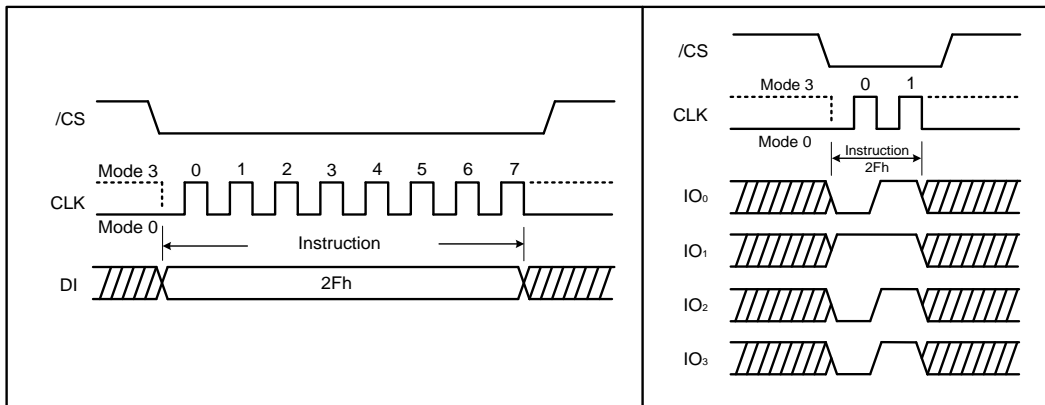 /CS
Mode 3 0 1 2 3 4 5 6 7
CLK
Mode 0
Instruction
DI 2Fh
/CS
Mode 3 0 1
CLK
Mode 0 Instruction
2Fh
IO₀
IO₁
IO₂
IO₃